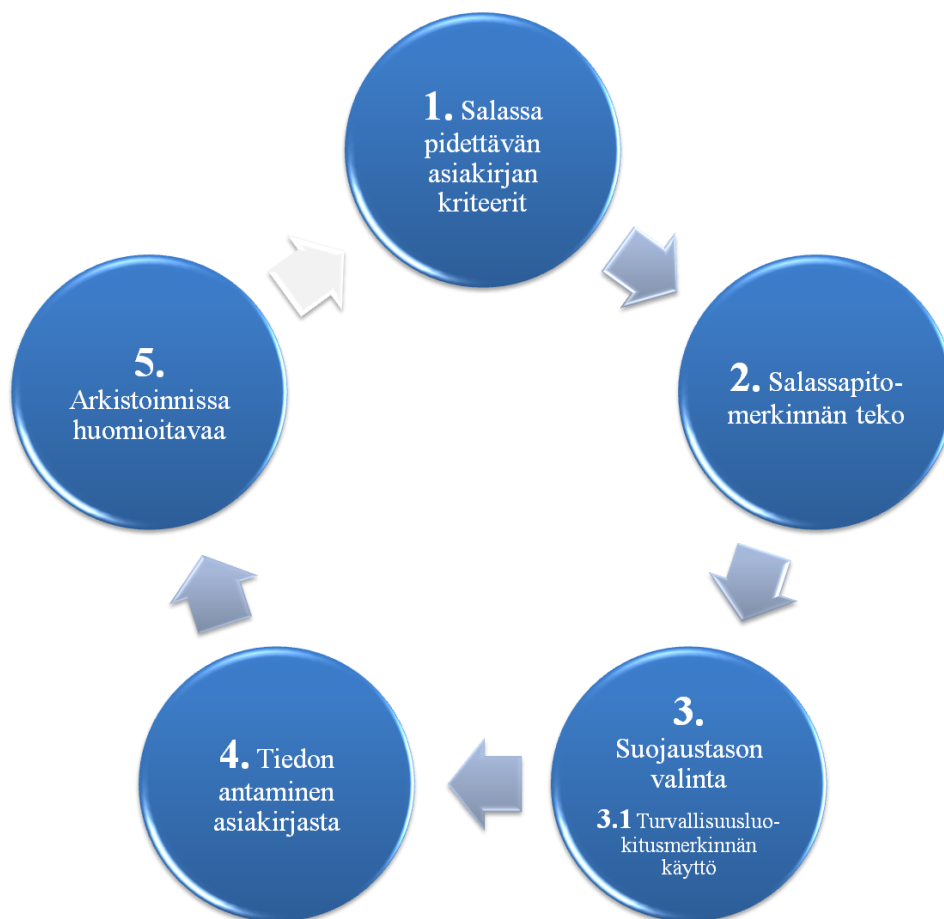 1. Salassa
pidettävän
asiakirjan
kriteerit
2. Salassapito-
merkinnän teko
3.
Suojaustason
valinta
3.1 Turvallisuusluo-
kitusmerkinnän
käyttö
4. Tiedon
antaminen
asiakirjasta
5.
Arkistoinnissa
huomioitavaa